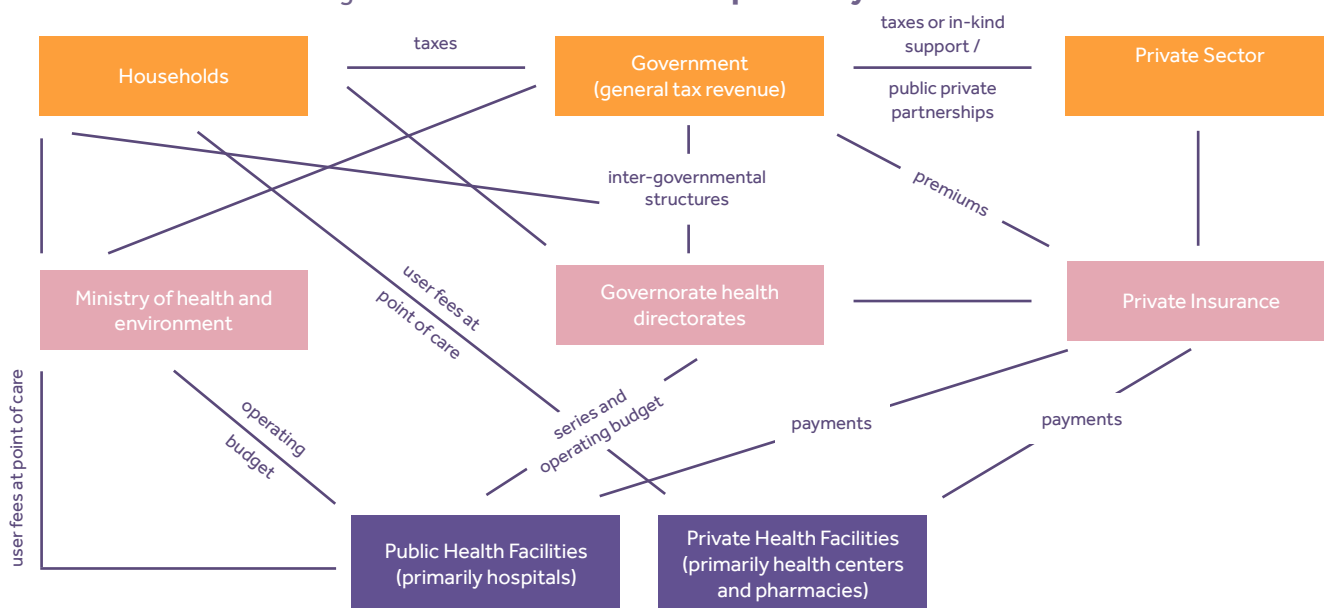 taxes
taxes or in-kind
support /
public private
partnerships
Households
Government
(general tax revenue)
Private Sector
inter-governmental
structures
premiums
Ministry of health and
environment
user fees at
point of care
Governorate health
directorates
Private Insurance
user fees at point of care
operating
budget
series and
operating budget
payments
payments
Public Health Facilities
(primarily hospitals)
Private Health Facilities
(primarily health centers
and pharmacies)